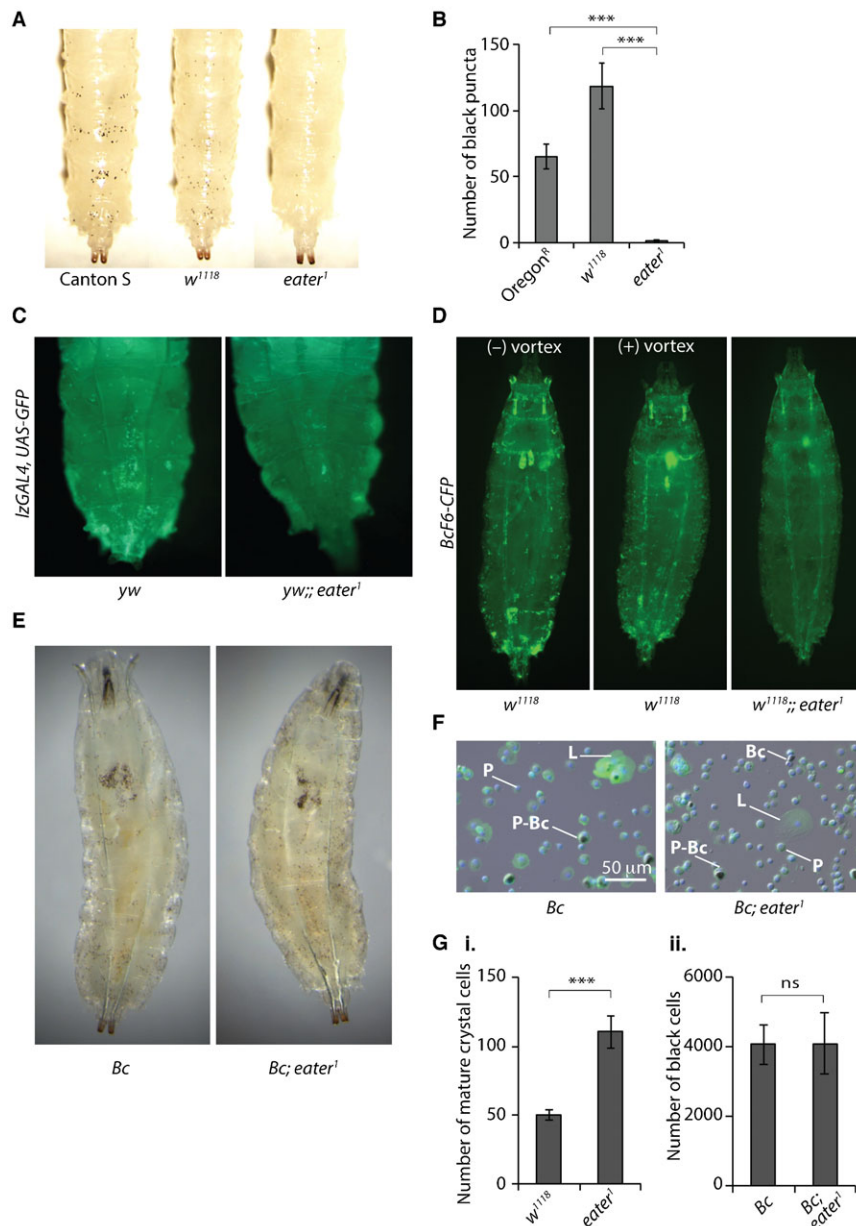 A
Canton S w1118 eater1
B
***
***
Number of black puncta
150
100
50
0
OregonR w1118 eater1
C
lzGAL4, UAS-GFP
yw yw;; eater1
D
(–) vortex (+) vortex
BcF6-CFP
w1118 w1118 w1118;; eater1
E
Bc Bc; eater1
F
P L
P-Bc
50 μm
Bc
L
P-Bc P
Bc Bc; eater1
G i.
***
Number of mature crystal cells
150
100
50
0
w1118 eater1
ii.
ns
Number of black cells
6000
4000
2000
0
Bc Bc;
eater1